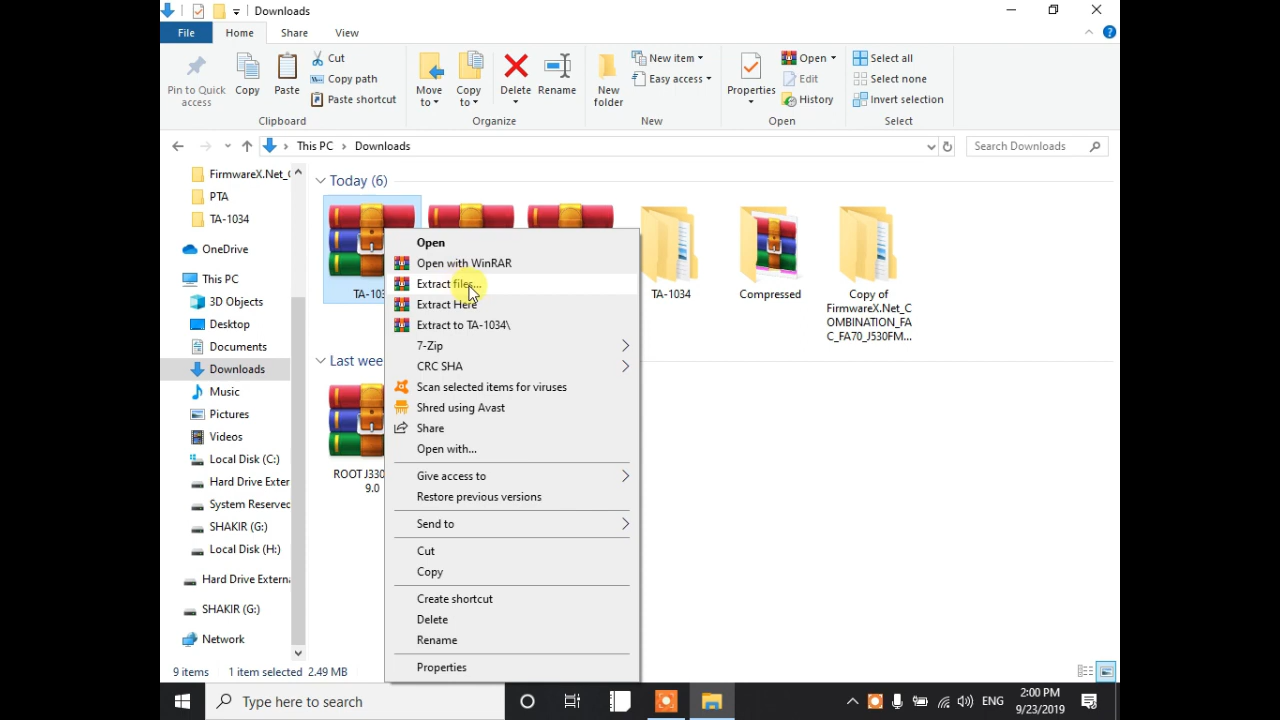 Downloads
File Home Share View
Pin to Quick access
Copy
Paste
Cut
Copy path
Paste shortcut
Clipboard
Move to
Copy to
Delete
Rename
Organize
New folder
New item
Easy access
New
Properties
Open
Edit
History
Open
Select all
Select none
Invert selection
Select
This PC › Downloads
Search Downloads
FirmwareX.Net_C
PTA
TA-1034
OneDrive
This PC
3D Objects
Desktop
Documents
Downloads
Music
Pictures
Videos
Local Disk (C:)
Hard Drive Exter
System Reserved
SHAKIR (G:)
Local Disk (H:)
Hard Drive Externa
SHAKIR (G:)
Network
Today (6)
TA-103
TA-1034
Compressed
Copy of
FirmwareX.Net_C
OMBINATION_FA
C_FA70_J530FM...
Last wee
ROOT J330
9.0
Open
Open with WinRAR
Extract files...
Extract Here
Extract to TA-1034\
7-Zip
CRC SHA
Scan selected items for viruses
Shred using Avast
Share
Open with...
Give access to
Restore previous versions
Send to
Cut
Copy
Create shortcut
Delete
Rename
Properties
9 items 1 item selected 2.49 MB
Type here to search
ENG
2:00 PM
9/23/2019